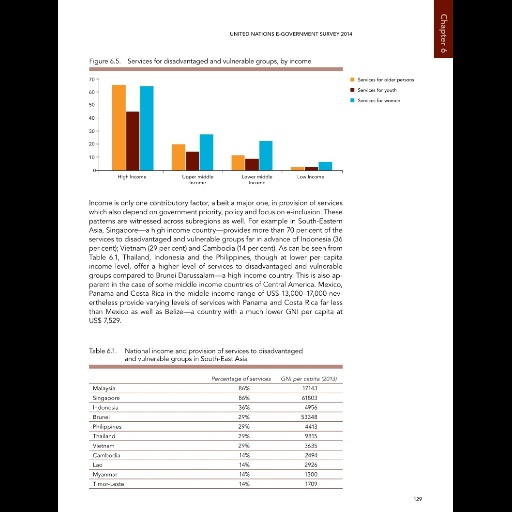 UNITED NATIONS E-GOVERNMENT SURVEY 2014
Chapter 6
Figure 6.5. Services for disadvantaged and vulnerable groups, by income
70
60
50
40
30
20
10
0
High Income
Upper middle
Income
Lower middle
Income
Low Income
Services for older persons
Services for youth
Services for women
Income is only one contributory factor, albeit a major one, in provision of services
which also depend on government priority, policy and focus on e-inclusion. These
patterns are witnessed across subregions as well. For example in South-Eastern
Asia, Singapore—a high income country—provides more than 70 per cent of the
services to disadvantaged and vulnerable groups far in advance of Indonesia (36
per cent); Vietnam (29 per cent) and Cambodia (14 per cent). As can be seen from
Table 6.1, Thailand, Indonesia and the Philippines, though at lower per capita
income level, offer a higher level of services to disadvantaged and vulnerable
groups compared to Brunei Darussalam—a high income country. This is also ap-
parent in the case of some middle income countries of Central America. Mexico,
Panama and Costa Rica in the middle income range of US$ 13,000 -17,000 nev-
ertheless provide varying levels of services with Panama and Costa Rica far less
than Mexico as well as Belize—a country with a much lower GNI per capita at
US$ 7,529.
Table 6.1. National income and provision of services to disadvantaged
and vulnerable groups in South-East Asia
Percentage of services GNI per capita (2013)
Malaysia 86% 17143
Singapore 86% 61803
Indonesia 36% 4956
Brunei 29% 53348
Philippines 29% 4413
Thailand 29% 9815
Vietnam 29% 3635
Cambodia 14% 2494
Lao 14% 2926
Myanmar 14% 1300
Timor-Leste 14% 1709
129